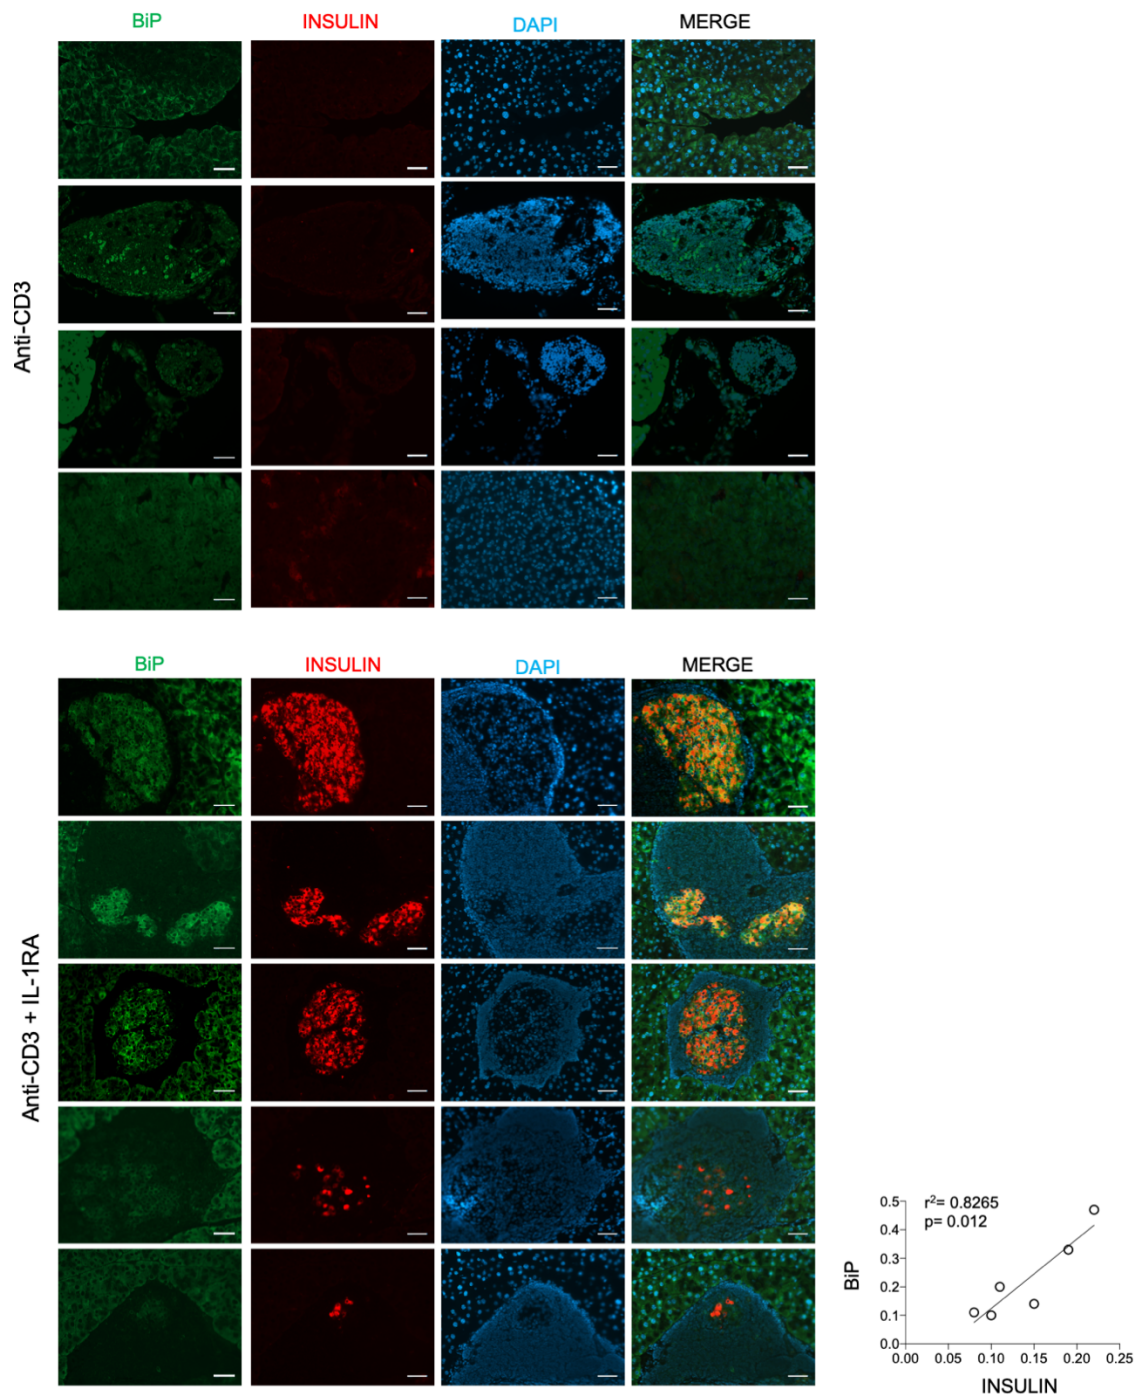 BiP INSULIN DAPI MERGE
Anti-CD3
BiP INSULIN DAPI MERGE
Anti-CD3 + IL-1RA
r²= 0.8265
p= 0.012
0.5
0.4
0.3
0.2
0.1
0.0
BiP
0.00 0.05 0.10 0.15 0.20 0.25
INSULIN